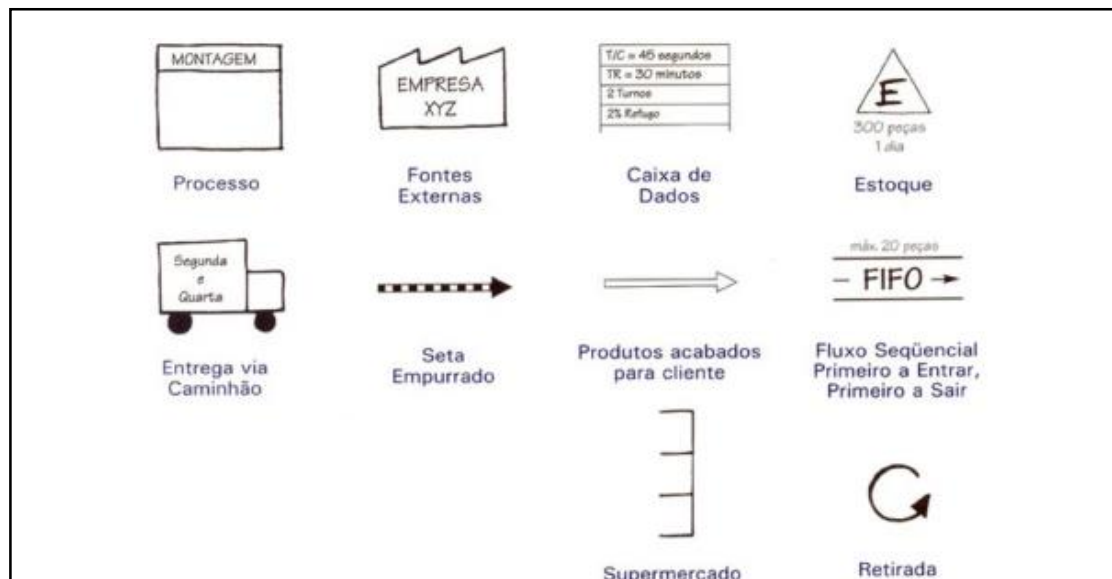 MONTAGEM
Processo
EMPRESA
XYZ
Fontes
Externas
T/C = 45 segundos
TR = 30 minutos
2 Turnos
2% Refugo
Caixa de
Dados
E
300 peças
1 dia
Estoque
Segunda
e
Quarta
Entrega via
Caminhão
Seta
Empurrado
Produtos acabados
para cliente
máx. 20 peças
FIFO
Fluxo Seqüencial
Primeiro a Entrar,
Primeiro a Sair
Supermercado
Retirada